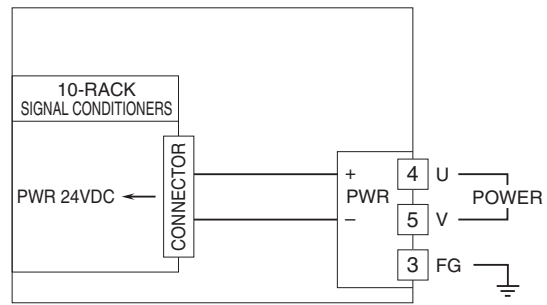 10-RACK
SIGNAL CONDITIONERS
PWR 24VDC
CONNECTOR
+
PWR
–
4 U
5 V
POWER
3 FG